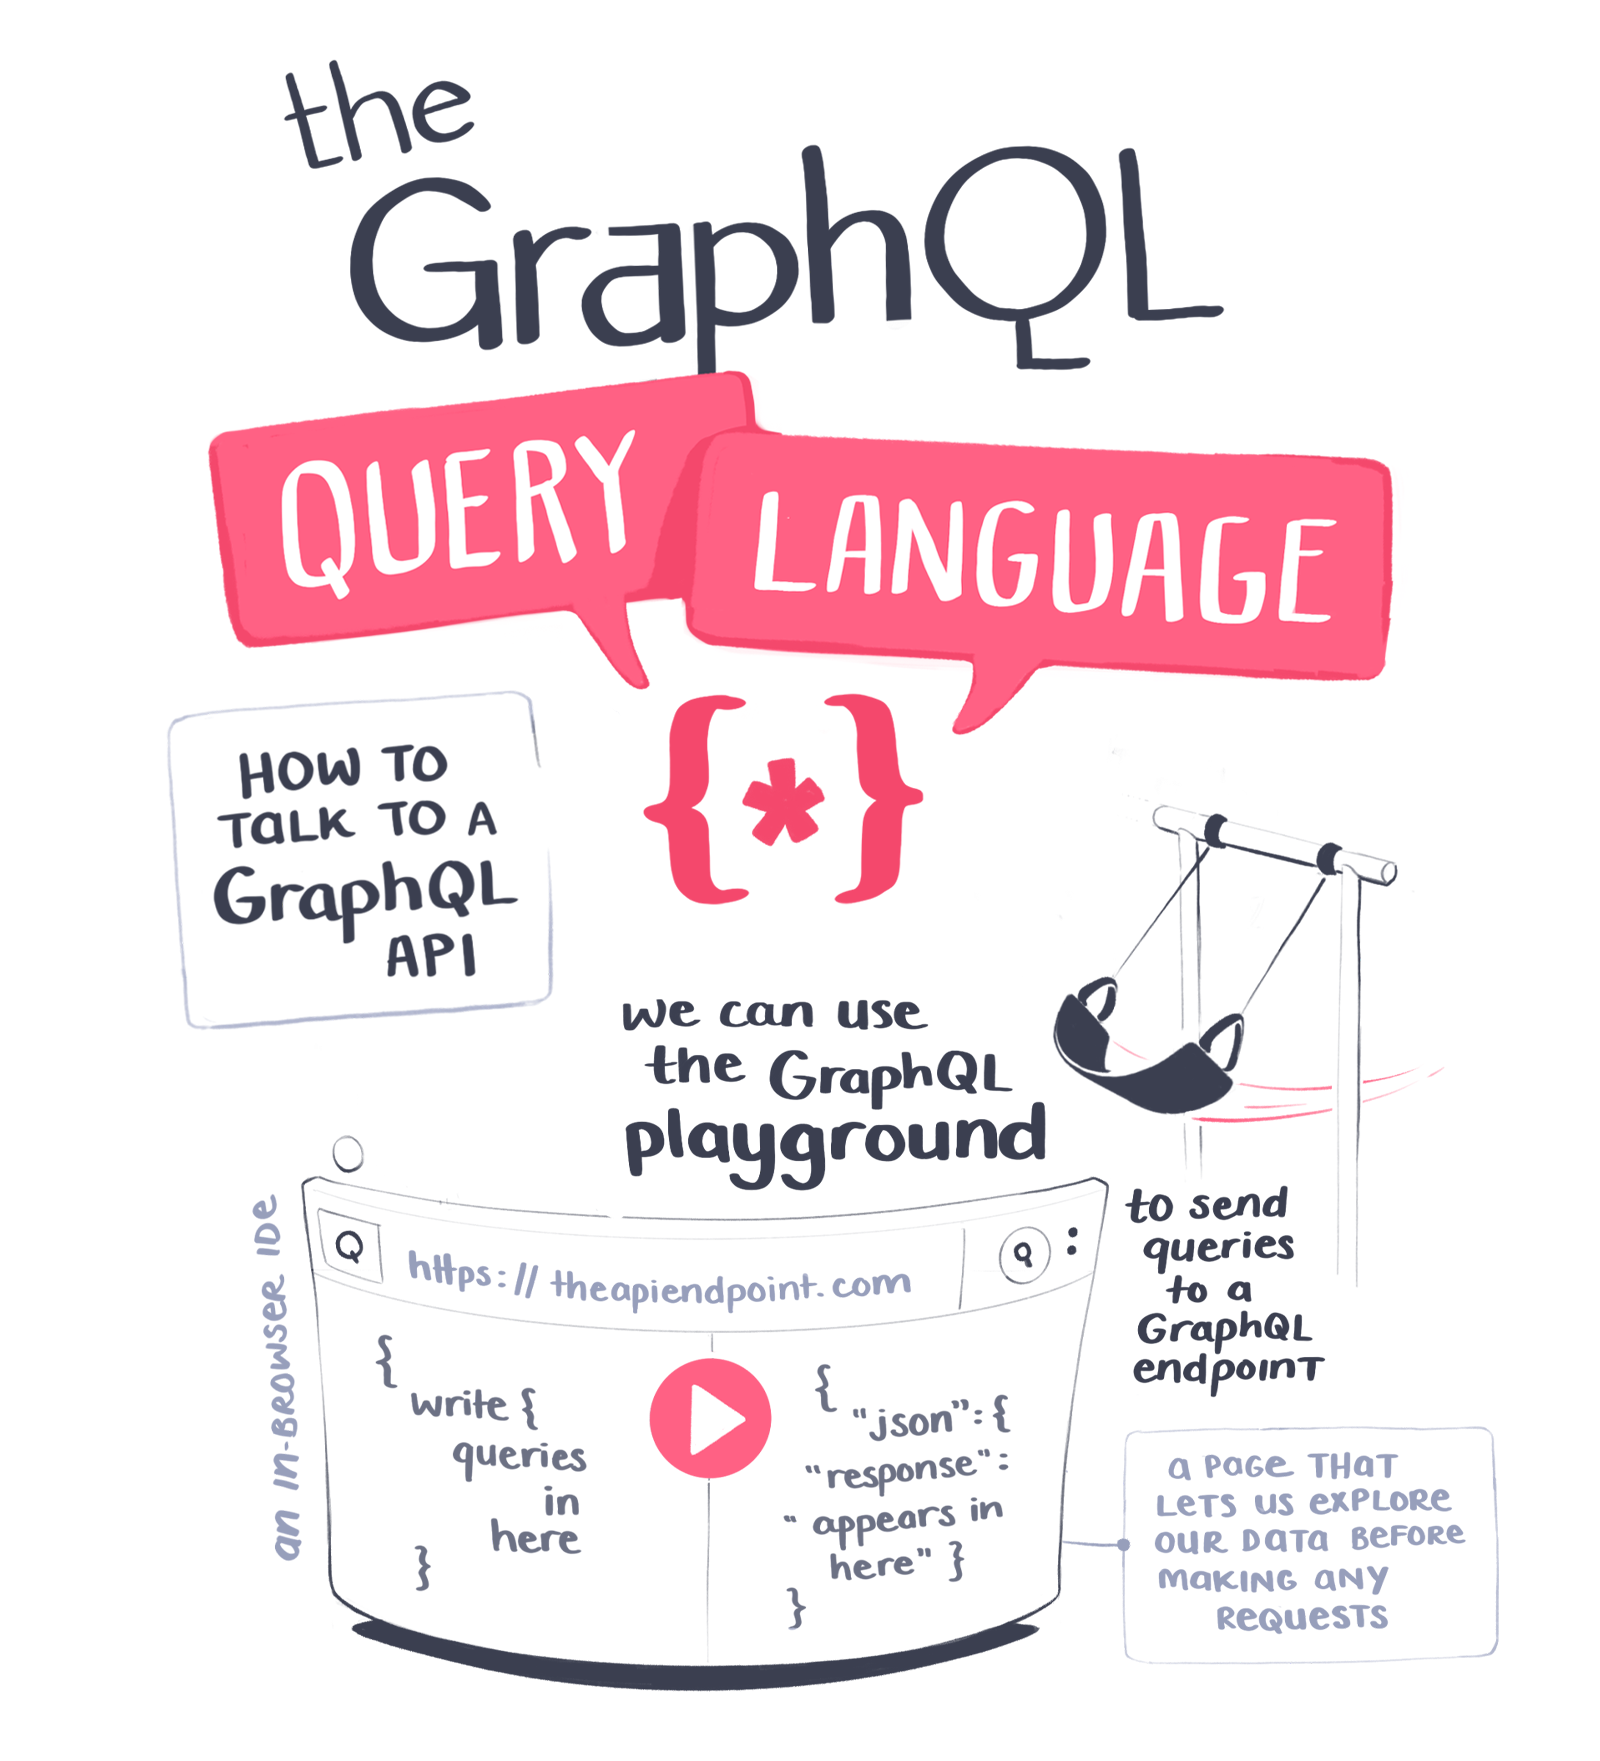 the
GraphQL
QUERY
LANGUAGE
{*}
HOW TO
TALK TO A
GraphQL
API
we can use
the GraphQL
playground
to send
queries
to a
GraphQL
endpoint
an IN-BROWSER IDe
Q
https://theapiendpoint.com
Q :
{
write {
queries
in
here
}
{
"json": {
"response":
" appears in
here" }
}
a PaGe THaT
LeTS us eXPLORe
OUR DaTa BeFORe
MaKING aNY
ReQUeSTS